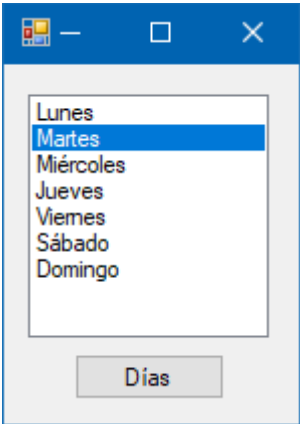 Lunes
Martes
Miércoles
Jueves
Viernes
Sábado
Domingo
Días